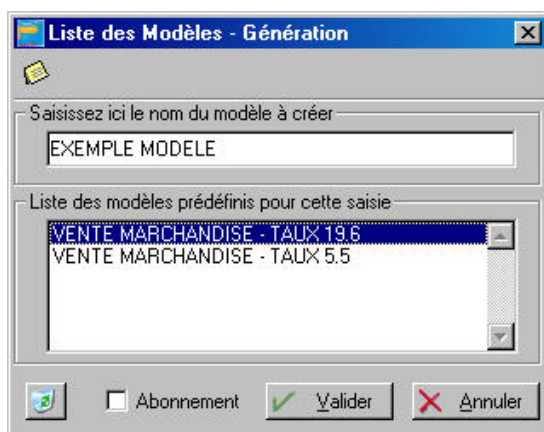 Liste des Modèles - Génération
Saisissez ici le nom du modèle à créer
EXEMPLE MODELE
Liste des modèles prédéfinis pour cette saisie
VENTE MARCHANDISE - TAUX 19.6
VENTE MARCHANDISE - TAUX 5.5
Abonnement Valider Annuler